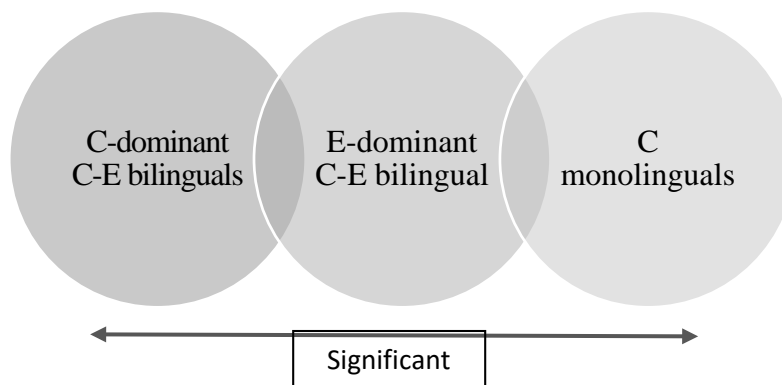 C-dominant
C-E bilinguals
E-dominant
C-E bilingual
C
monolinguals
Significant